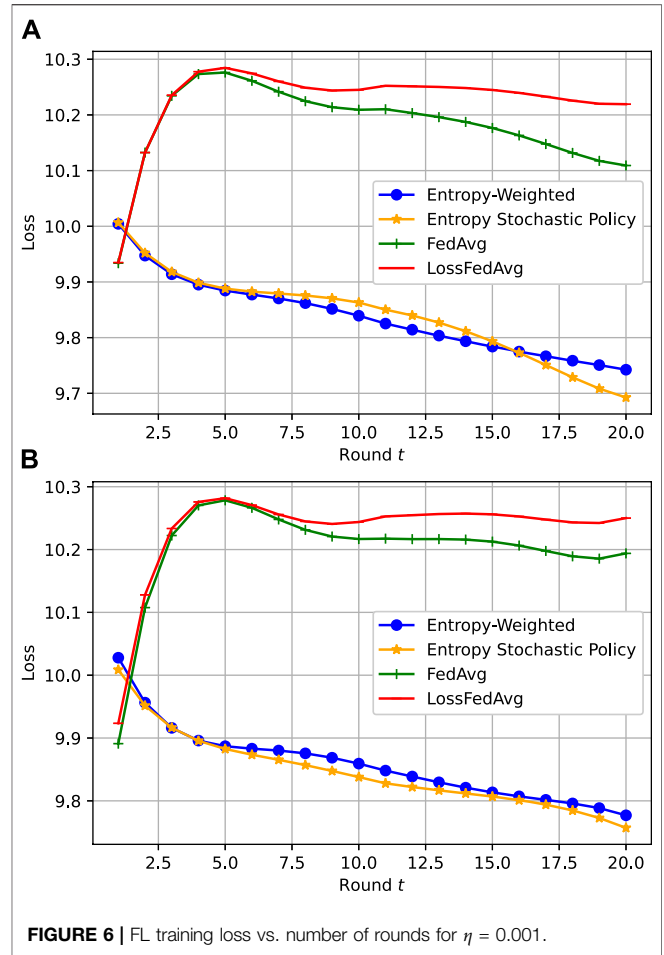 A
10.3
10.2
10.1
10.0
9.9
9.8
9.7
Loss
Entropy-Weighted
Entropy Stochastic Policy
FedAvg
LossFedAvg
2.5 5.0 7.5 10.0 12.5 15.0 17.5 20.0
Round t
B
10.3
10.2
10.1
10.0
9.9
9.8
Loss
Entropy-Weighted
Entropy Stochastic Policy
FedAvg
LossFedAvg
2.5 5.0 7.5 10.0 12.5 15.0 17.5 20.0
Round t
FIGURE 6 | FL training loss vs. number of rounds for η = 0.001.